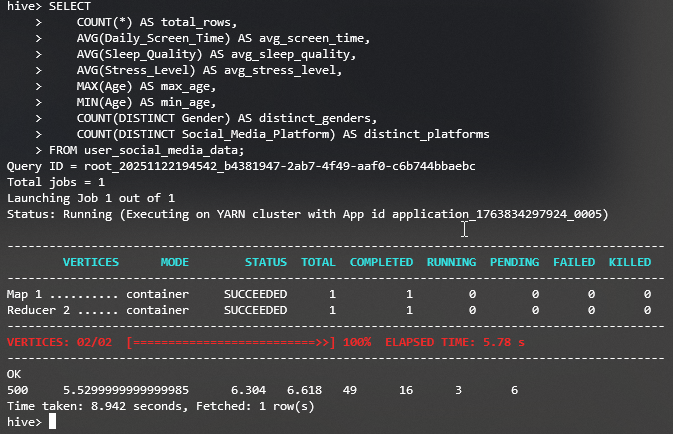 hive> SELECT
    >     COUNT(*) AS total_rows,
    >     AVG(Daily_Screen_Time) AS avg_screen_time,
    >     AVG(Sleep_Quality) AS avg_sleep_quality,
    >     AVG(Stress_Level) AS avg_stress_level,
    >     MAX(Age) AS max_age,
    >     MIN(Age) AS min_age,
    >     COUNT(DISTINCT Gender) AS distinct_genders,
    >     COUNT(DISTINCT Social_Media_Platform) AS distinct_platforms
    > FROM user_social_media_data;
Query ID = root_20251122194542_b4381947-2ab7-4f49-aaf0-c6b744bbaebc
Total jobs = 1
Launching Job 1 out of 1
Status: Running (Executing on YARN cluster with App id application_1763834297924_0005)
----------------------------------------------------------------------------------------------
        VERTICES      MODE        STATUS  TOTAL  COMPLETED  RUNNING  PENDING  FAILED  KILLED
----------------------------------------------------------------------------------------------
Map 1 .......... container     SUCCEEDED      1          1        0        0       0       0
Reducer 2 ...... container     SUCCEEDED      1          1        0        0       0       0
----------------------------------------------------------------------------------------------
VERTICES: 02/02  [==========================>>] 100%  ELAPSED TIME: 5.78 s
----------------------------------------------------------------------------------------------
OK
500     5.5299999999999985      6.304   6.618   49      16      3       6
Time taken: 8.942 seconds, Fetched: 1 row(s)
hive>